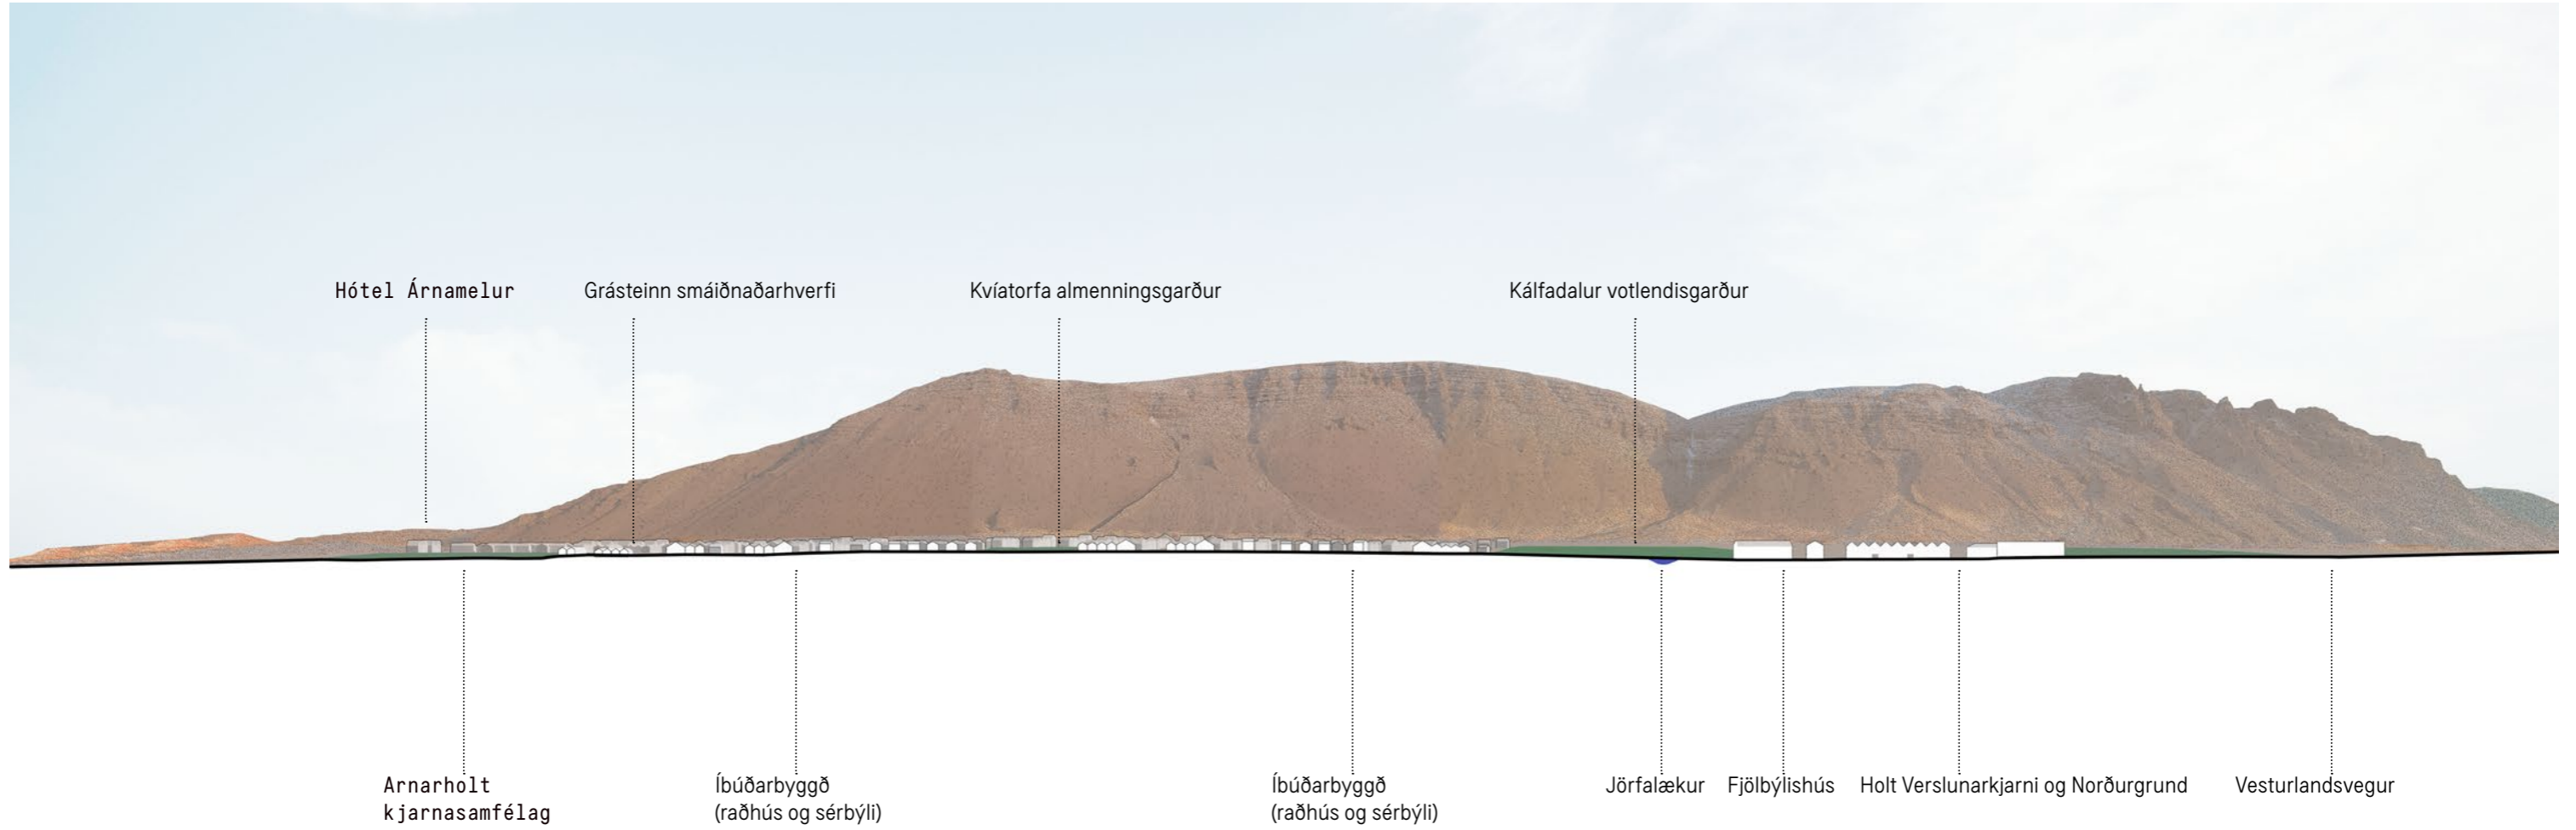 Hótel Árnamelur
Grásteinn smáiðnaðarhverfi
Kvíatorfa almenningsgarður
Kálfadalur votlendisgarður
Arnarholt
kjarnasamfélag
Íbúðarbyggð
(raðhús og sérbýli)
Íbúðarbyggð
(raðhús og sérbýli)
Jörfalækur
Fjölbýlishús
Holt Verslunarkjarni og Norðurgrund
Vesturlandsvegur